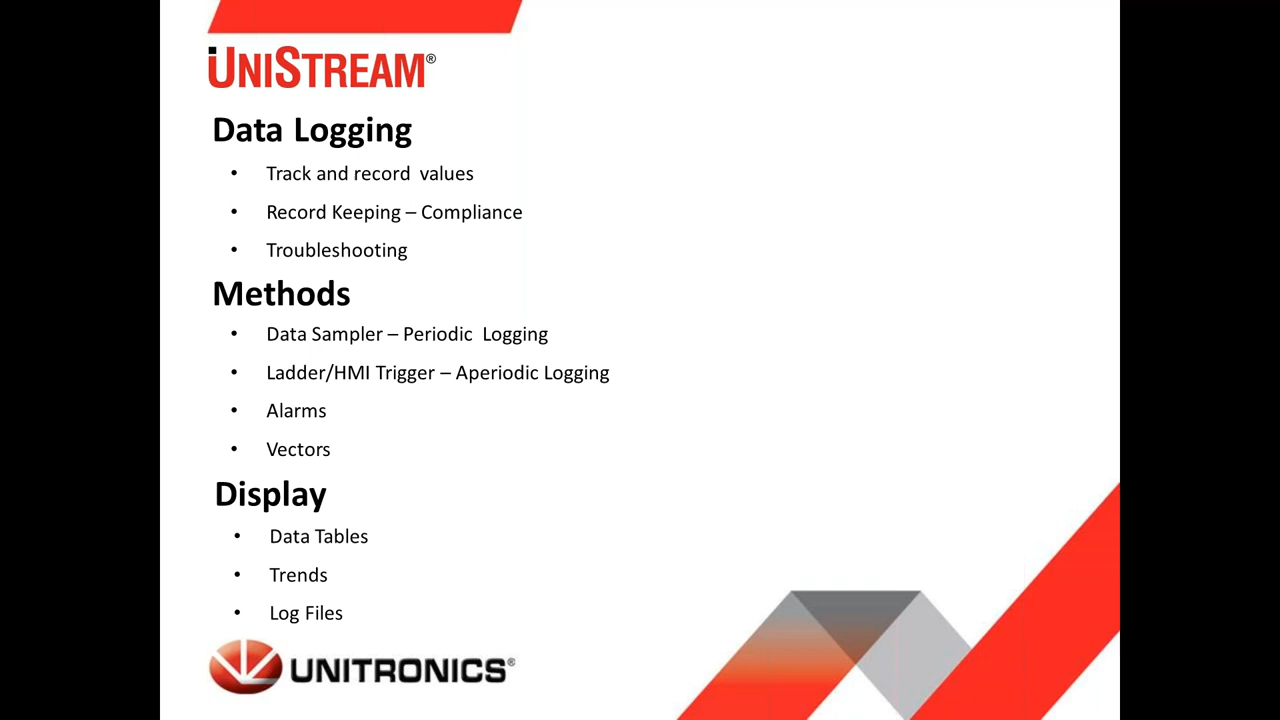 UNISTREAM®
Data Logging
• Track and record values
• Record Keeping – Compliance
• Troubleshooting
Methods
• Data Sampler – Periodic Logging
• Ladder/HMI Trigger – Aperiodic Logging
• Alarms
• Vectors
Display
• Data Tables
• Trends
• Log Files
UNITRONICS®